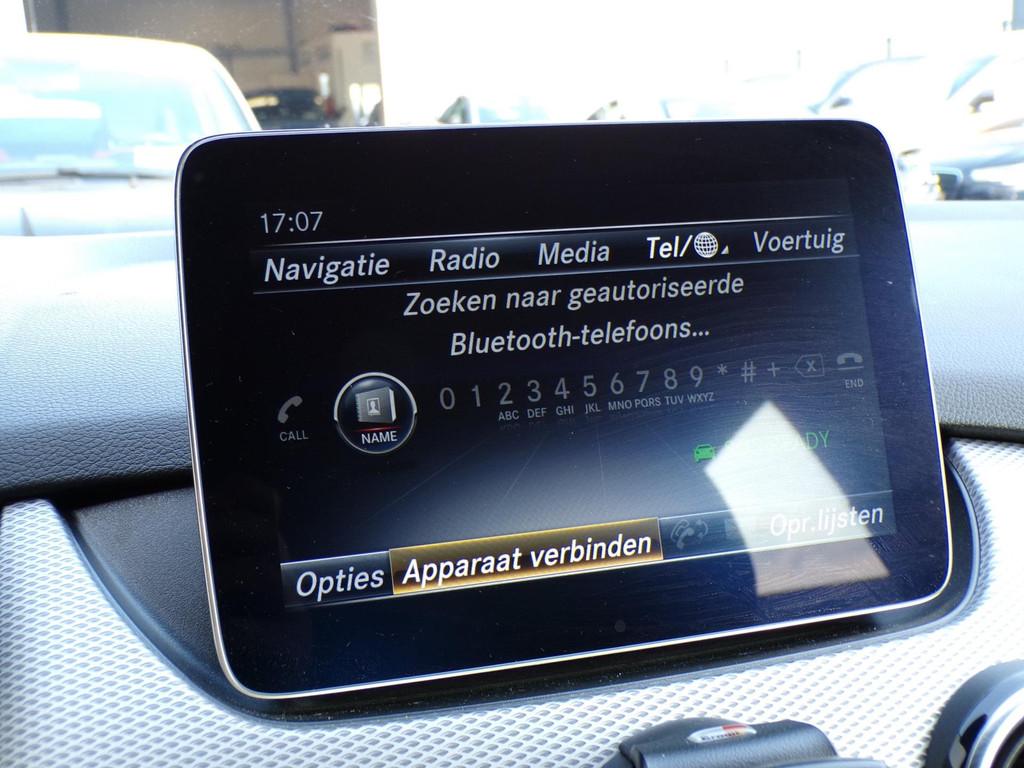 17:07
Navigatie Radio Media Tel/ Voertuig
Zoeken naar geautoriseerde
Bluetooth-telefoons...
0 1 2 3 4 5 6 7 8 9 * # +
ABC DEF GHI JKL MNO PQRS TUV WXYZ
CALL NAME END
Opties Apparaat verbinden Opr.lijsten